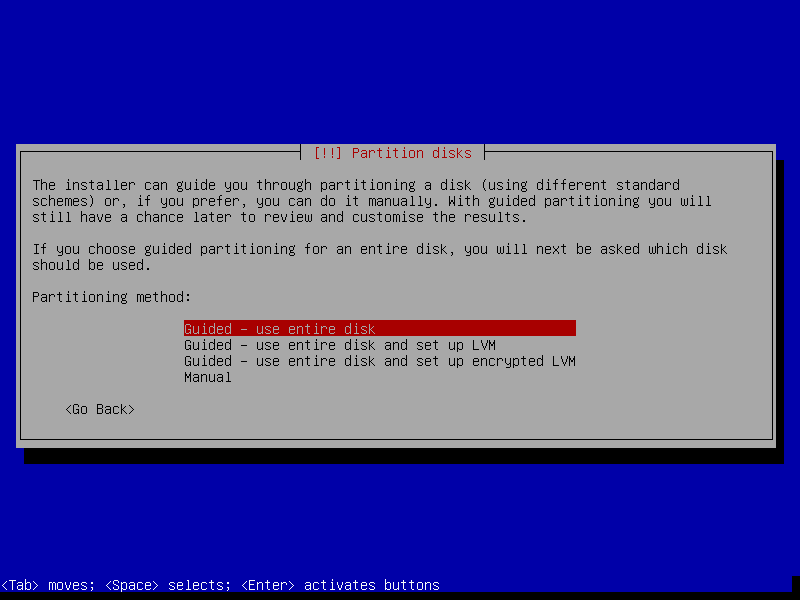 [!!] Partition disks
The installer can guide you through partitioning a disk (using different standard
schemes) or, if you prefer, you can do it manually. With guided partitioning you will
still have a chance later to review and customise the results.
If you choose guided partitioning for an entire disk, you will next be asked which disk
should be used.
Partitioning method:
Guided - use entire disk
Guided - use entire disk and set up LVM
Guided - use entire disk and set up encrypted LVM
Manual
<Go Back>
<Tab> moves; <Space> selects; <Enter> activates buttons